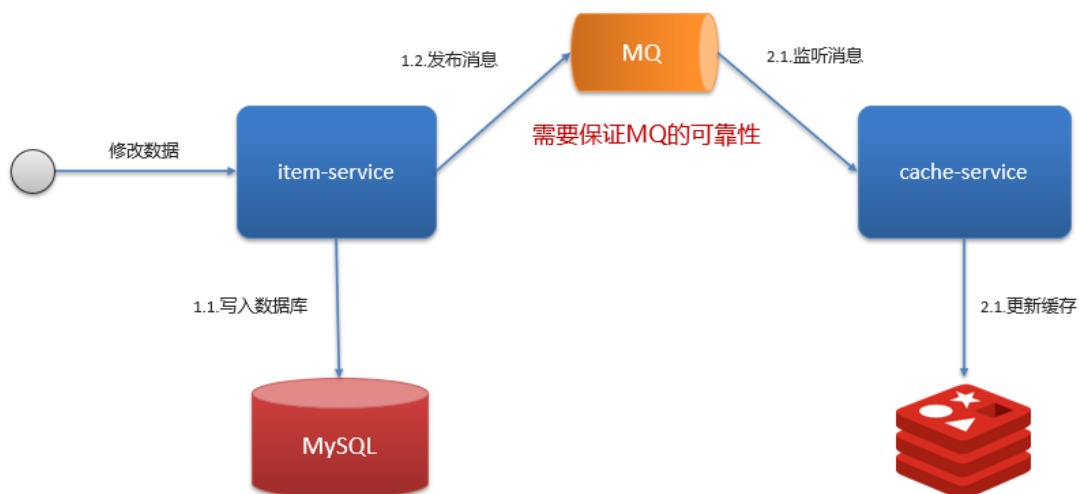 MQ
1.2.发布消息
2.1.监听消息
需要保证MQ的可靠性
修改数据
item-service
cache-service
1.1.写入数据库
2.1.更新缓存
MySQL